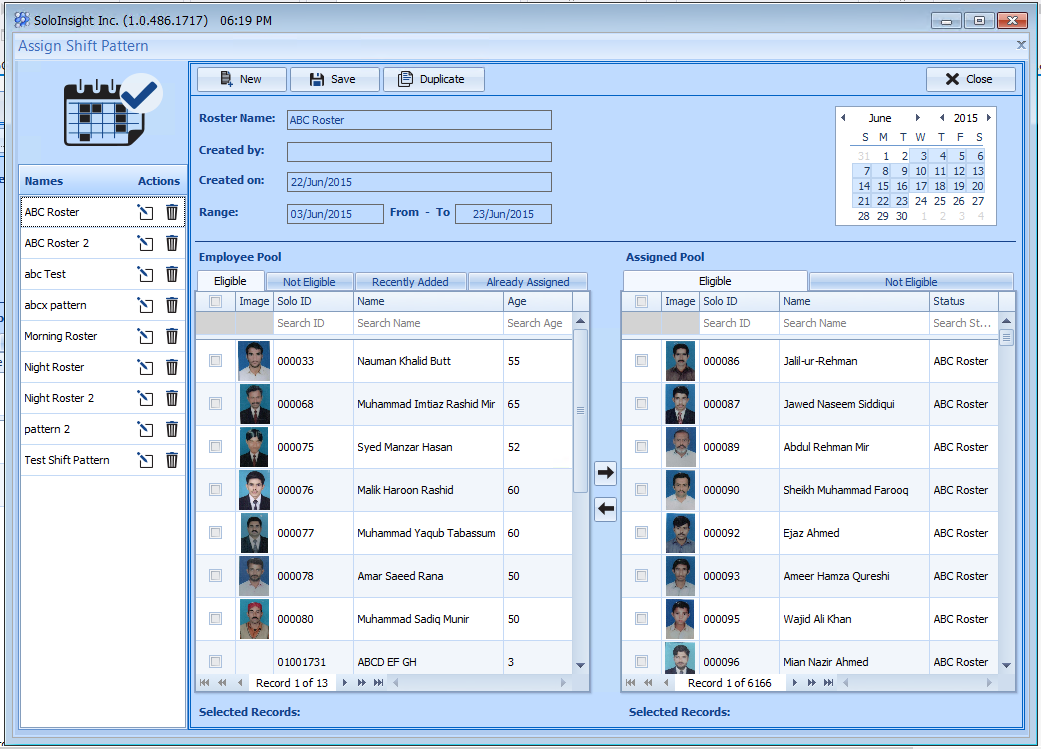 SoloInsight Inc. (1.0.486.1717) 06:19 PM
Assign Shift Pattern
New Save Duplicate Close
Names Actions
ABC Roster
ABC Roster 2
abc Test
abcx pattern
Morning Roster
Night Roster
Night Roster 2
pattern 2
Test Shift Pattern
Roster Name: ABC Roster
Created by:
Created on: 22/Jun/2015
Range: 03/Jun/2015 From - To 23/Jun/2015
June 2015
S M T W T F S
31 1 2 3 4 5 6
7 8 9 10 11 12 13
14 15 16 17 18 19 20
21 22 23 24 25 26 27
28 29 30 1 2 3 4
Employee Pool
Eligible Not Eligible Recently Added Already Assigned
Image Solo ID Name Age
Search ID Search Name Search Age
000033 Nauman Khalid Butt 55
000068 Muhammad Imtiaz Rashid Mir 65
000075 Syed Manzar Hasan 52
000076 Malik Haroon Rashid 60
000077 Muhammad Yaqub Tabassum 60
000078 Amar Saeed Rana 50
000080 Muhammad Sadiq Munir 50
01001731 ABCD EF GH 3
Record 1 of 13
Selected Records:
Assigned Pool
Eligible Not Eligible
Image Solo ID Name Status
Search ID Search Name Search St...
000086 Jalil-ur-Rehman ABC Roster
000087 Jawed Naseem Siddiqui ABC Roster
000089 Abdul Rehman Mir ABC Roster
000090 Sheikh Muhammad Farooq ABC Roster
000092 Ejaz Ahmed ABC Roster
000093 Ameer Hamza Qureshi ABC Roster
000095 Wajid Ali Khan ABC Roster
000096 Mian Nazir Ahmed ABC Roster
Record 1 of 6166
Selected Records: